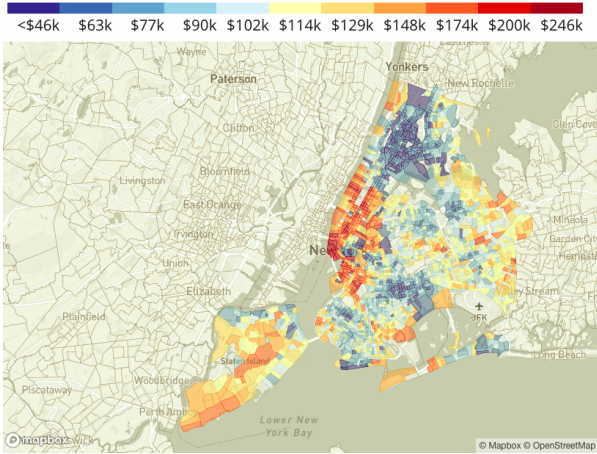 <$46k $63k $77k $90k $102k $114k $129k $148k $174k $200k $246k
Wayne
Paterson
Yonkers
New Rochelle
Clifton
Glen Cove
Bloomfield
Livingston
East Orange
Mineola
Irvington
Garden City
Union
Elizabeth
Valley Stream
JFK
Plainfield
Staten Island
Long Beach
Woodbridge
Piscataway
Perth Amboy
Lower New
York Bay
mapbox
© Mapbox © OpenStreetMap